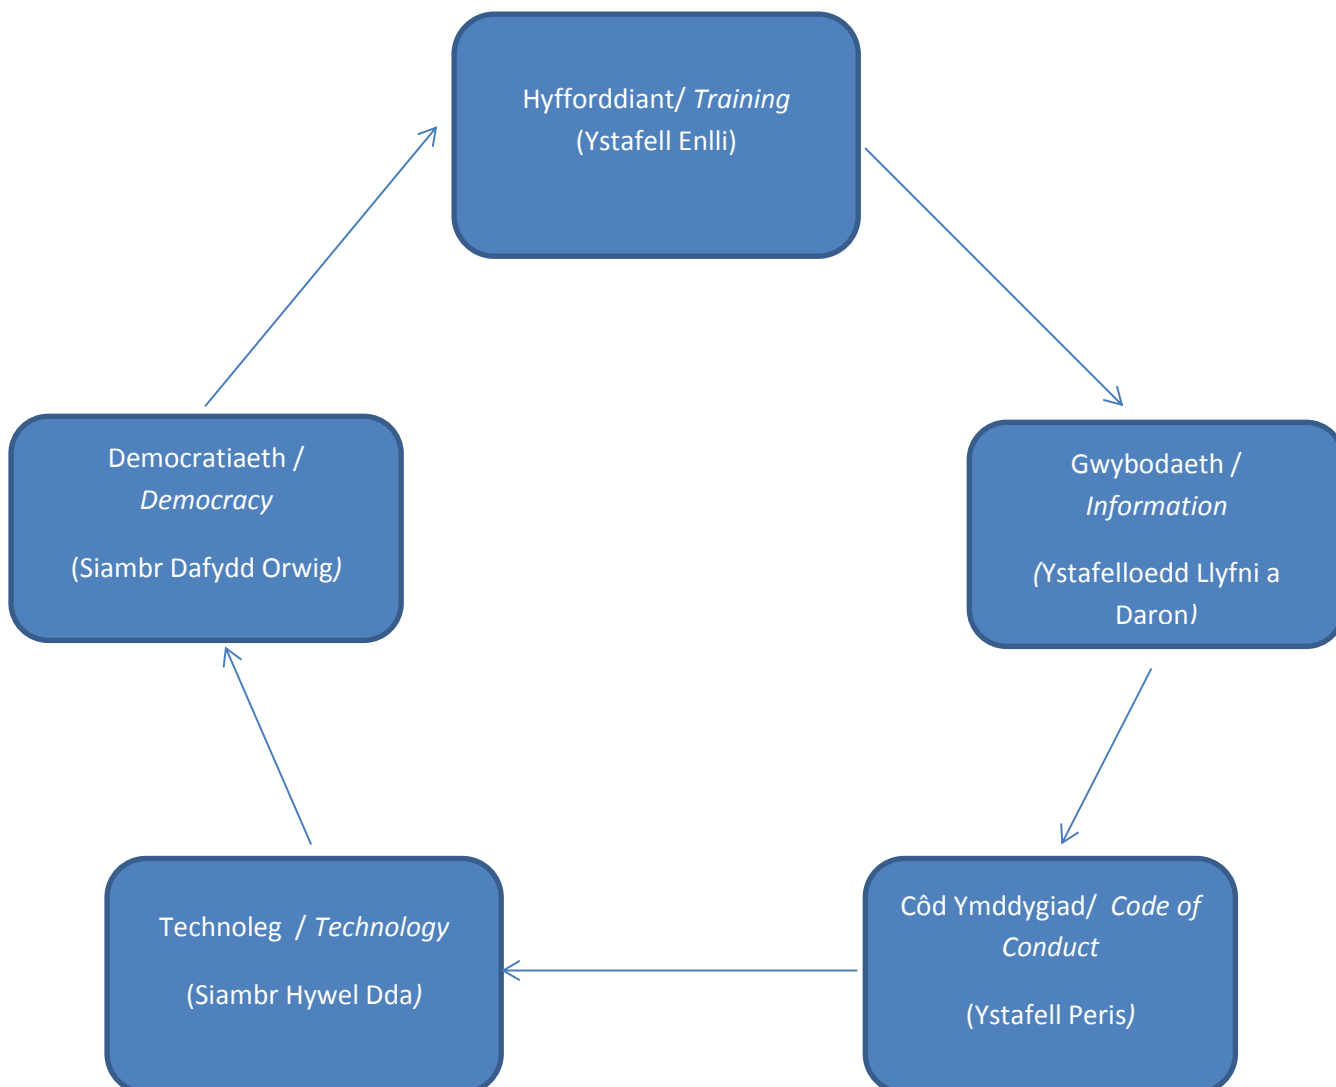 Hyfforddiant/ Training
(Ystafell Enlli)
Democratiaeth /
Democracy
(Siambr Dafydd Orwig)
Gwybodaeth /
Information
(Ystafelloedd Llyfni a
Daron)
Technoleg / Technology
(Siambr Hywel Dda)
Côd Ymddygiad/ Code of
Conduct
(Ystafell Peris)